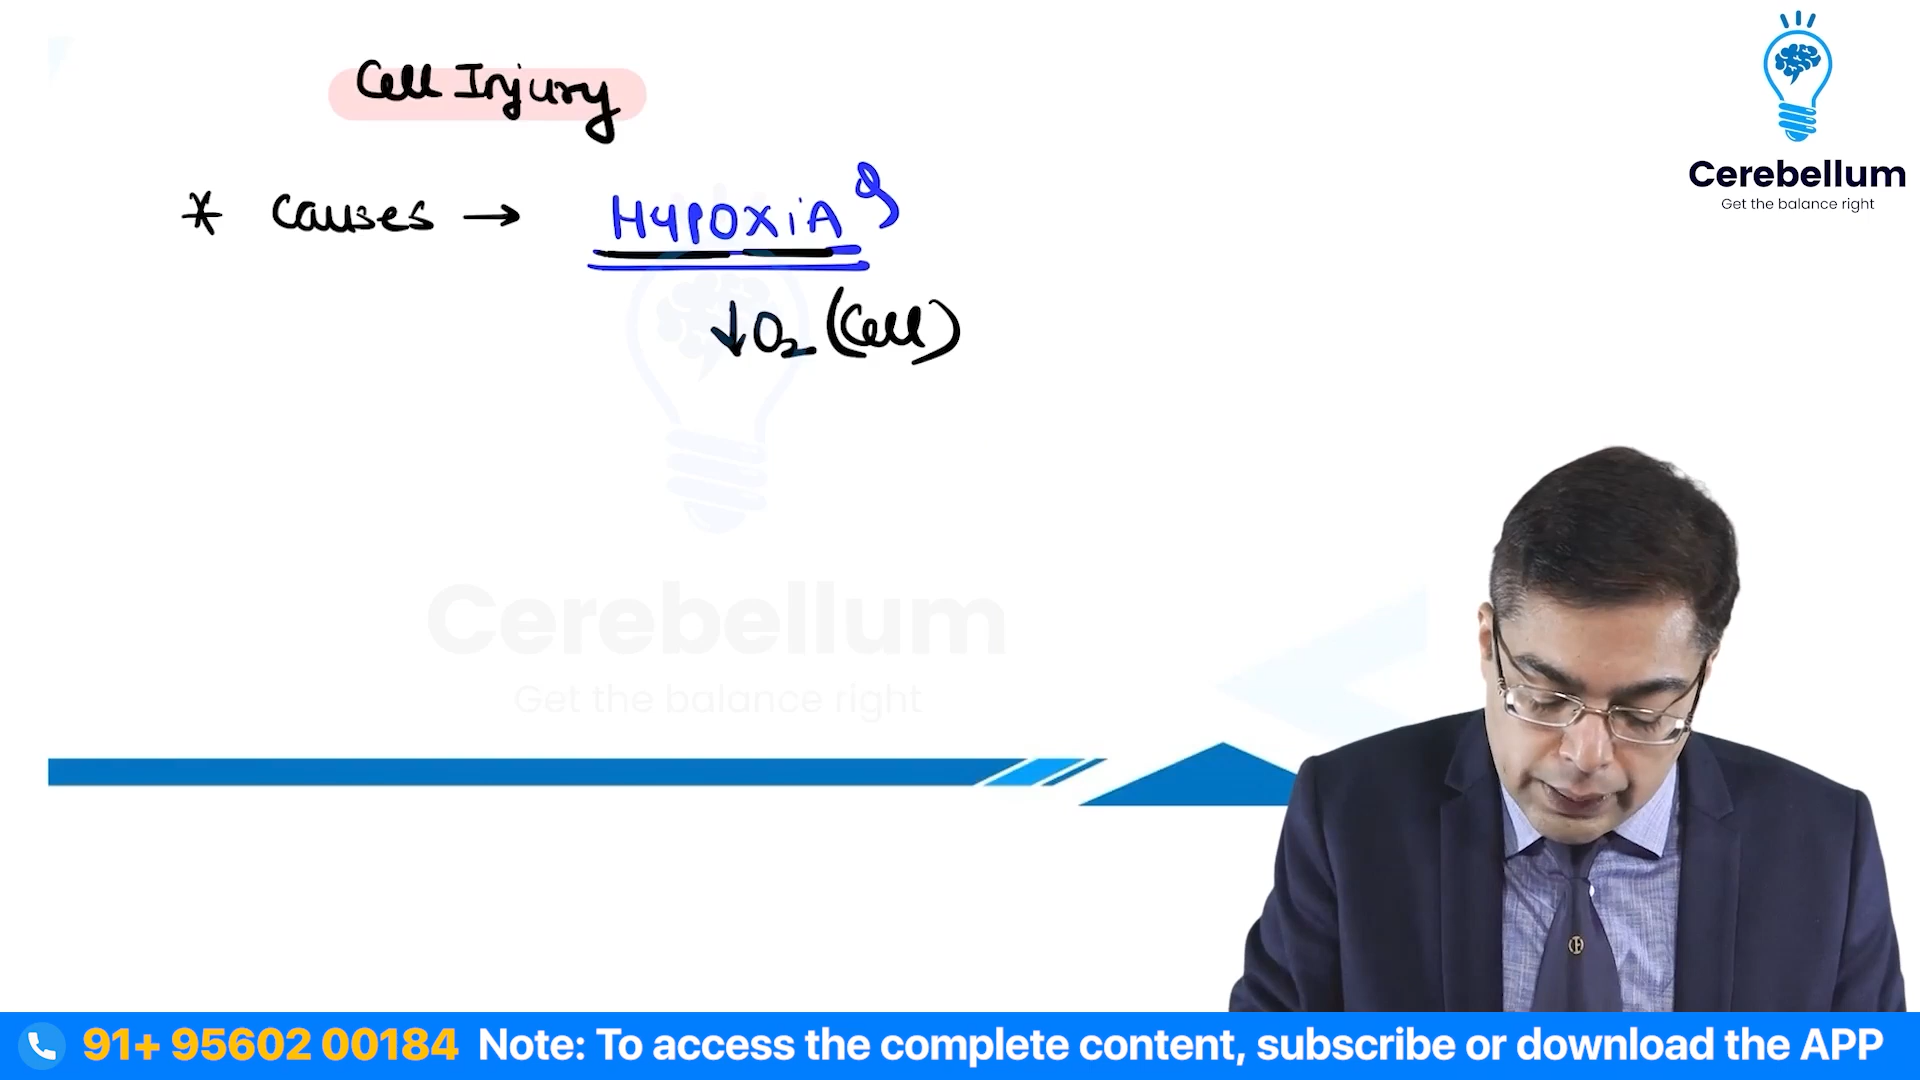 Cell Injury
* Causes → HYPOXiA
↓O₂ (Cell)
Cerebellum
Get the balance right
Cerebellum
Get the balance right
91+ 95602 00184 Note: To access the complete content, subscribe or download the APP